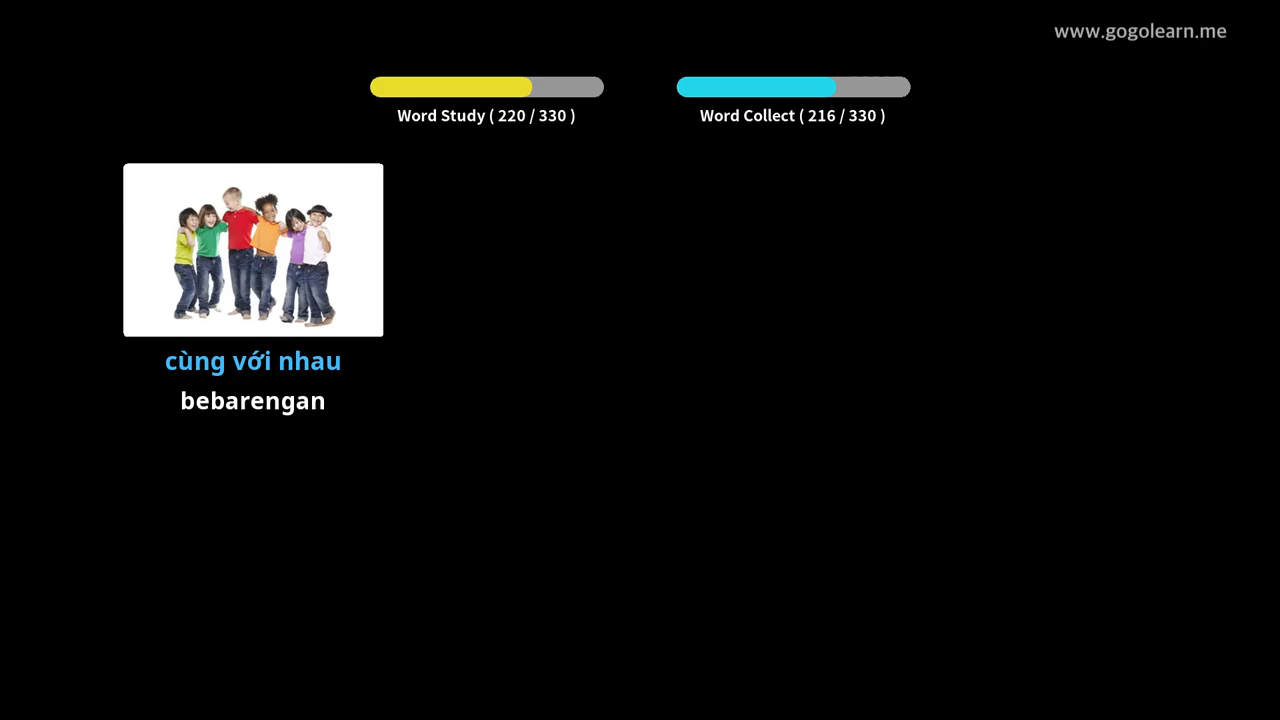 www.gogolearn.me
Word Study ( 220 / 330 )
Word Collect ( 216 / 330 )
cùng với nhau
bebarengan